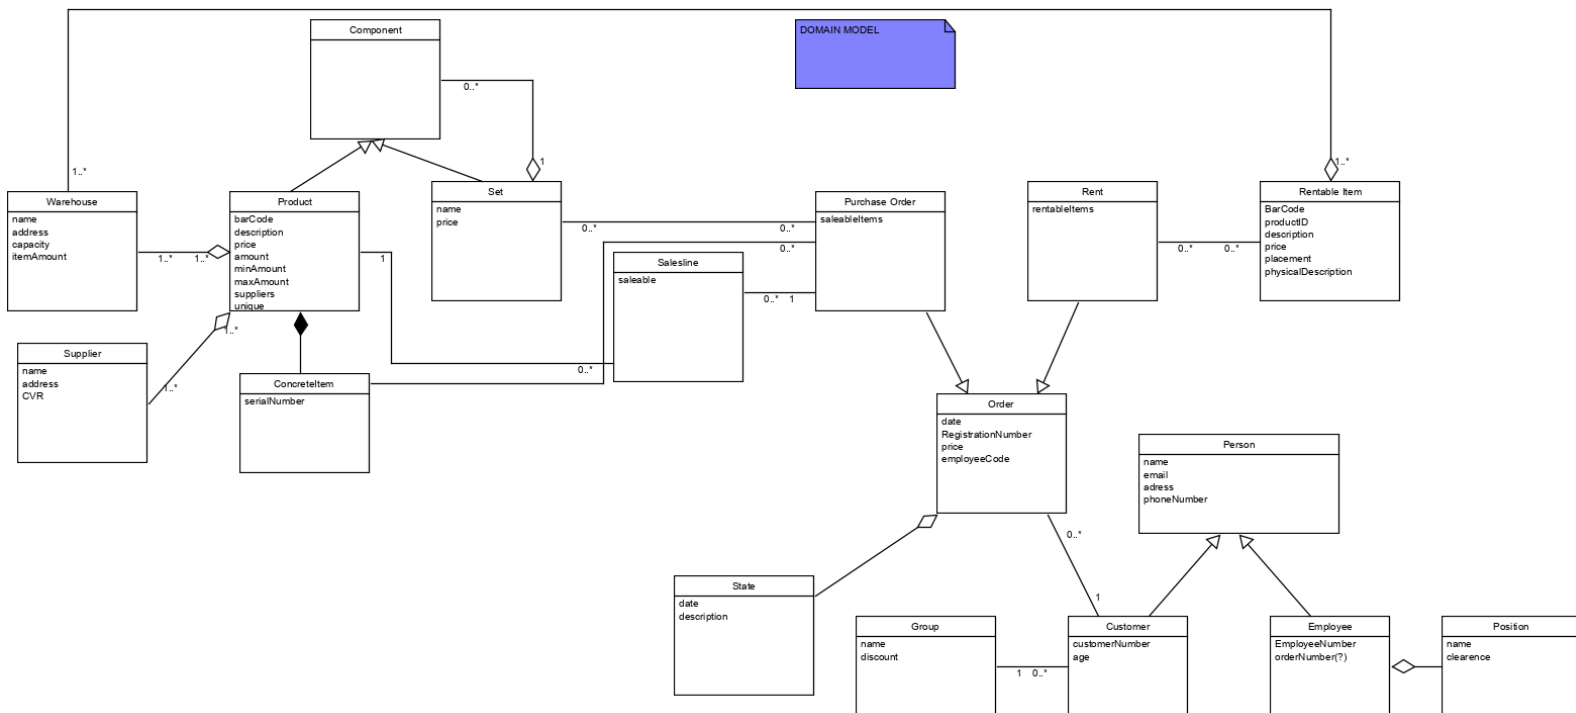 Component
DOMAIN MODEL
0..*
1
1..*
1..*
Warehouse
name
address
capacity
itemAmount
Product
barCode
description
price
amount
minAmount
maxAmount
suppliers
unique
Set
name
price
Purchase Order
saleableItems
Rent
rentableItems
Rentable Item
BarCode
productID
description
price
placement
physicalDescription
0..*
0..*
0..*
0..*
0..*
1..*
1..*
1
Salesline
saleable
0..*
1
1..*
1..*
0..*
Supplier
name
address
CVR
ConcreteItem
serialNumber
Order
date
RegistrationNumber
price
employeeCode
Person
name
email
adress
phoneNumber
0..*
1
State
date
description
Group
name
discount
1
0..*
Customer
customerNumber
age
Employee
EmployeeNumber
orderNumber(?)
Position
name
clearence